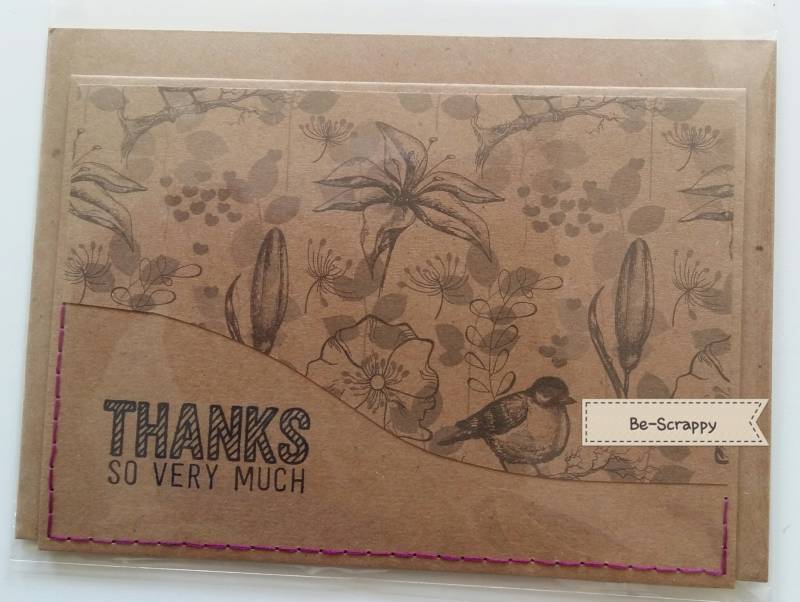 THANKS
SO VERY MUCH
Be-Scrappy